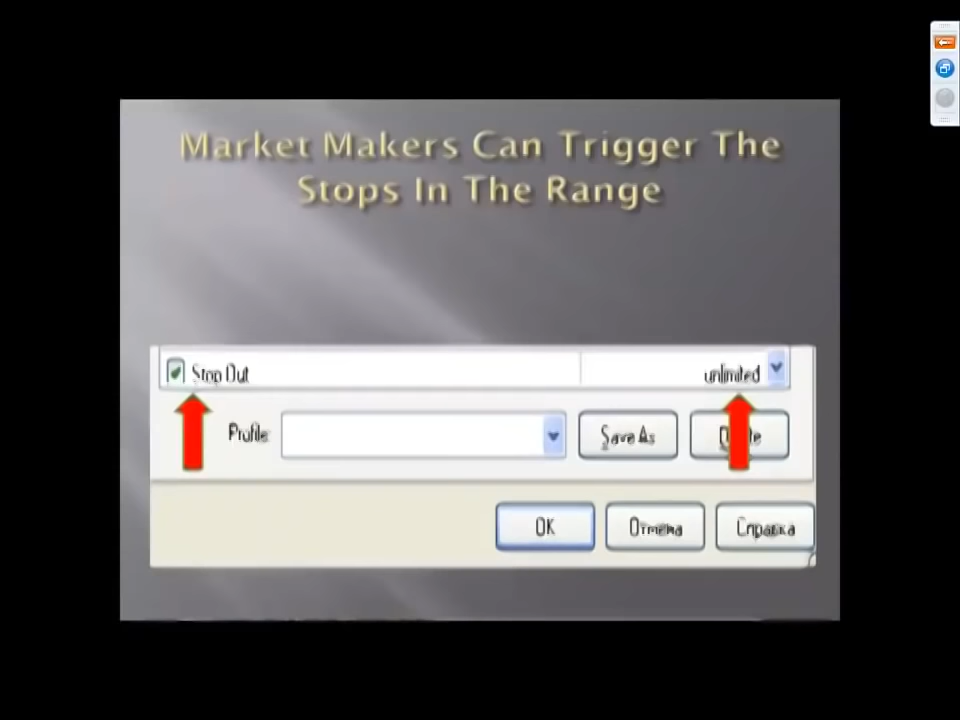 Market Makers Can Trigger The
Stops In The Range
Stop Out unlimited
Profile Save As
OK Отмена Справка